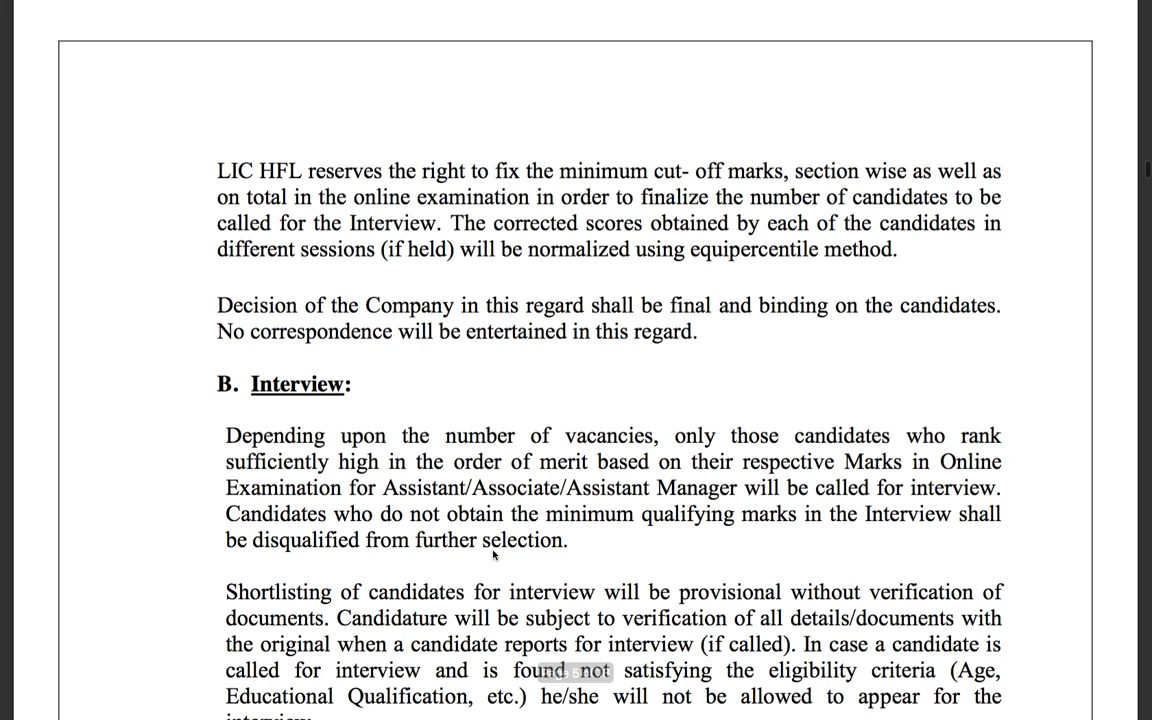 LIC HFL reserves the right to fix the minimum cut- off marks, section wise as well as
on total in the online examination in order to finalize the number of candidates to be
called for the Interview. The corrected scores obtained by each of the candidates in
different sessions (if held) will be normalized using equipercentile method.
Decision of the Company in this regard shall be final and binding on the candidates.
No correspondence will be entertained in this regard.
B. Interview:
Depending upon the number of vacancies, only those candidates who rank
sufficiently high in the order of merit based on their respective Marks in Online
Examination for Assistant/Associate/Assistant Manager will be called for interview.
Candidates who do not obtain the minimum qualifying marks in the Interview shall
be disqualified from further selection.
Shortlisting of candidates for interview will be provisional without verification of
documents. Candidature will be subject to verification of all details/documents with
the original when a candidate reports for interview (if called). In case a candidate is
called for interview and is found not satisfying the eligibility criteria (Age,
Educational Qualification, etc.) he/she will not be allowed to appear for the